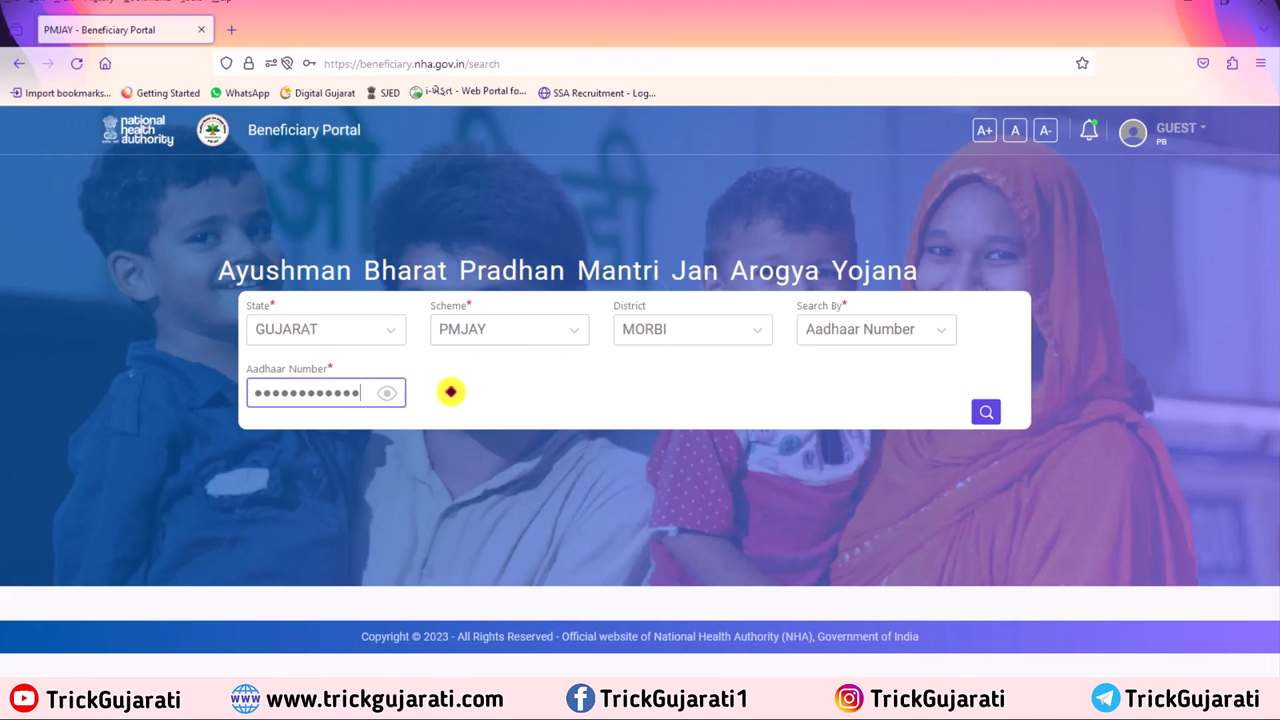 PMJAY - Beneficiary Portal
https://beneficiary.nha.gov.in/search
Import bookmarks...
Getting Started
WhatsApp
Digital Gujarat
SJED
- Web Portal fo...
SSA Recruitment - Log...
national health authority
Beneficiary Portal
A+
A
A-
GUEST
PB
Ayushman Bharat Pradhan Mantri Jan Arogya Yojana
State*
Scheme*
District
Search By*
GUJARAT
PMJAY
MORBI
Aadhaar Number
Aadhaar Number*
Copyright © 2023 - All Rights Reserved - Official website of National Health Authority (NHA), Government of India
TrickGujarati
www.trickgujarati.com
TrickGujarati1
TrickGujarati
TrickGujarati